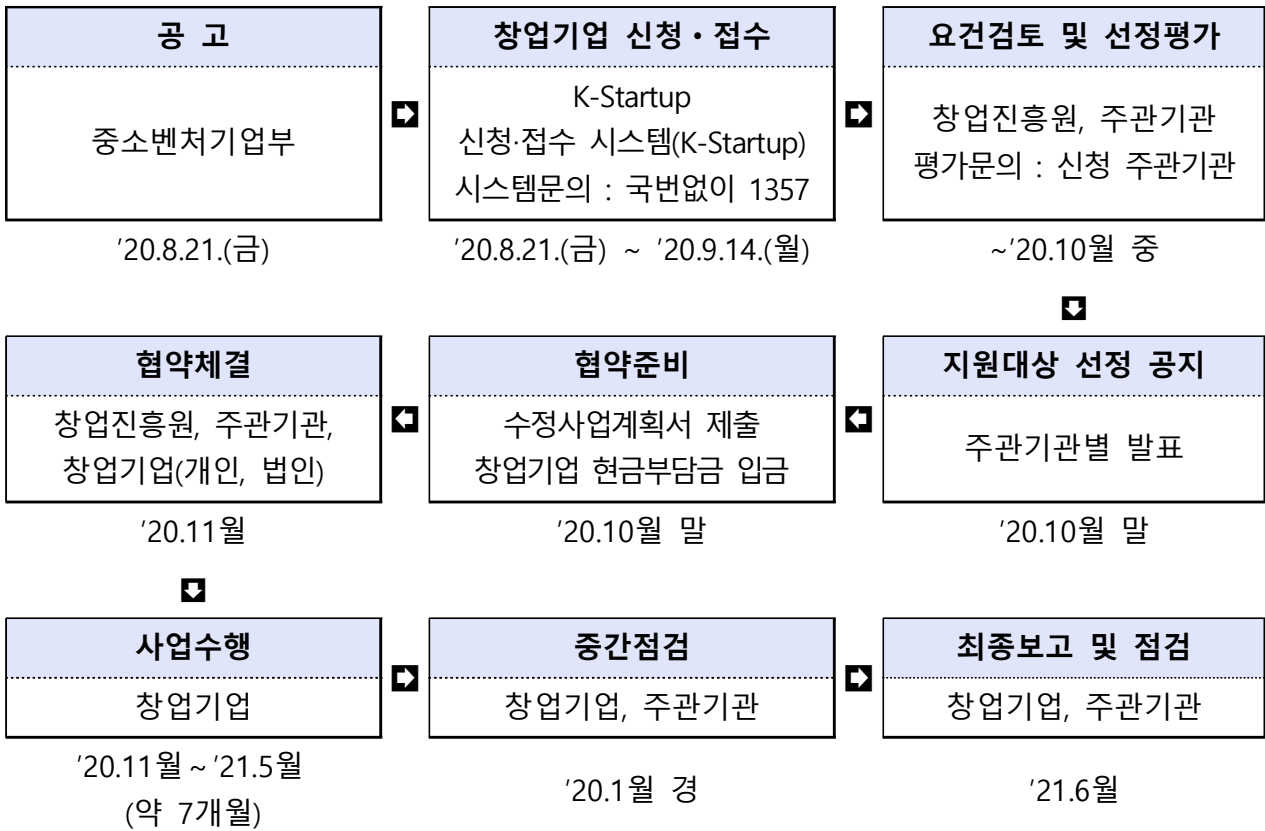 공 고
중소벤처기업부
'20.8.21.(금)
창업기업 신청・접수
K-Startup
신청·접수 시스템(K-Startup)
시스템문의 : 국번없이 1357
'20.8.21.(금) ~ '20.9.14.(월)
요건검토 및 선정평가
창업진흥원, 주관기관
평가문의 : 신청 주관기관
~'20.10월 중
지원대상 선정 공지
주관기관별 발표
'20.10월 말
협약준비
수정사업계획서 제출
창업기업 현금부담금 입금
'20.10월 말
협약체결
창업진흥원, 주관기관,
창업기업(개인, 법인)
'20.11월
사업수행
창업기업
'20.11월 ~ '21.5월
(약 7개월)
중간점검
창업기업, 주관기관
'20.1월 경
최종보고 및 점검
창업기업, 주관기관
'21.6월